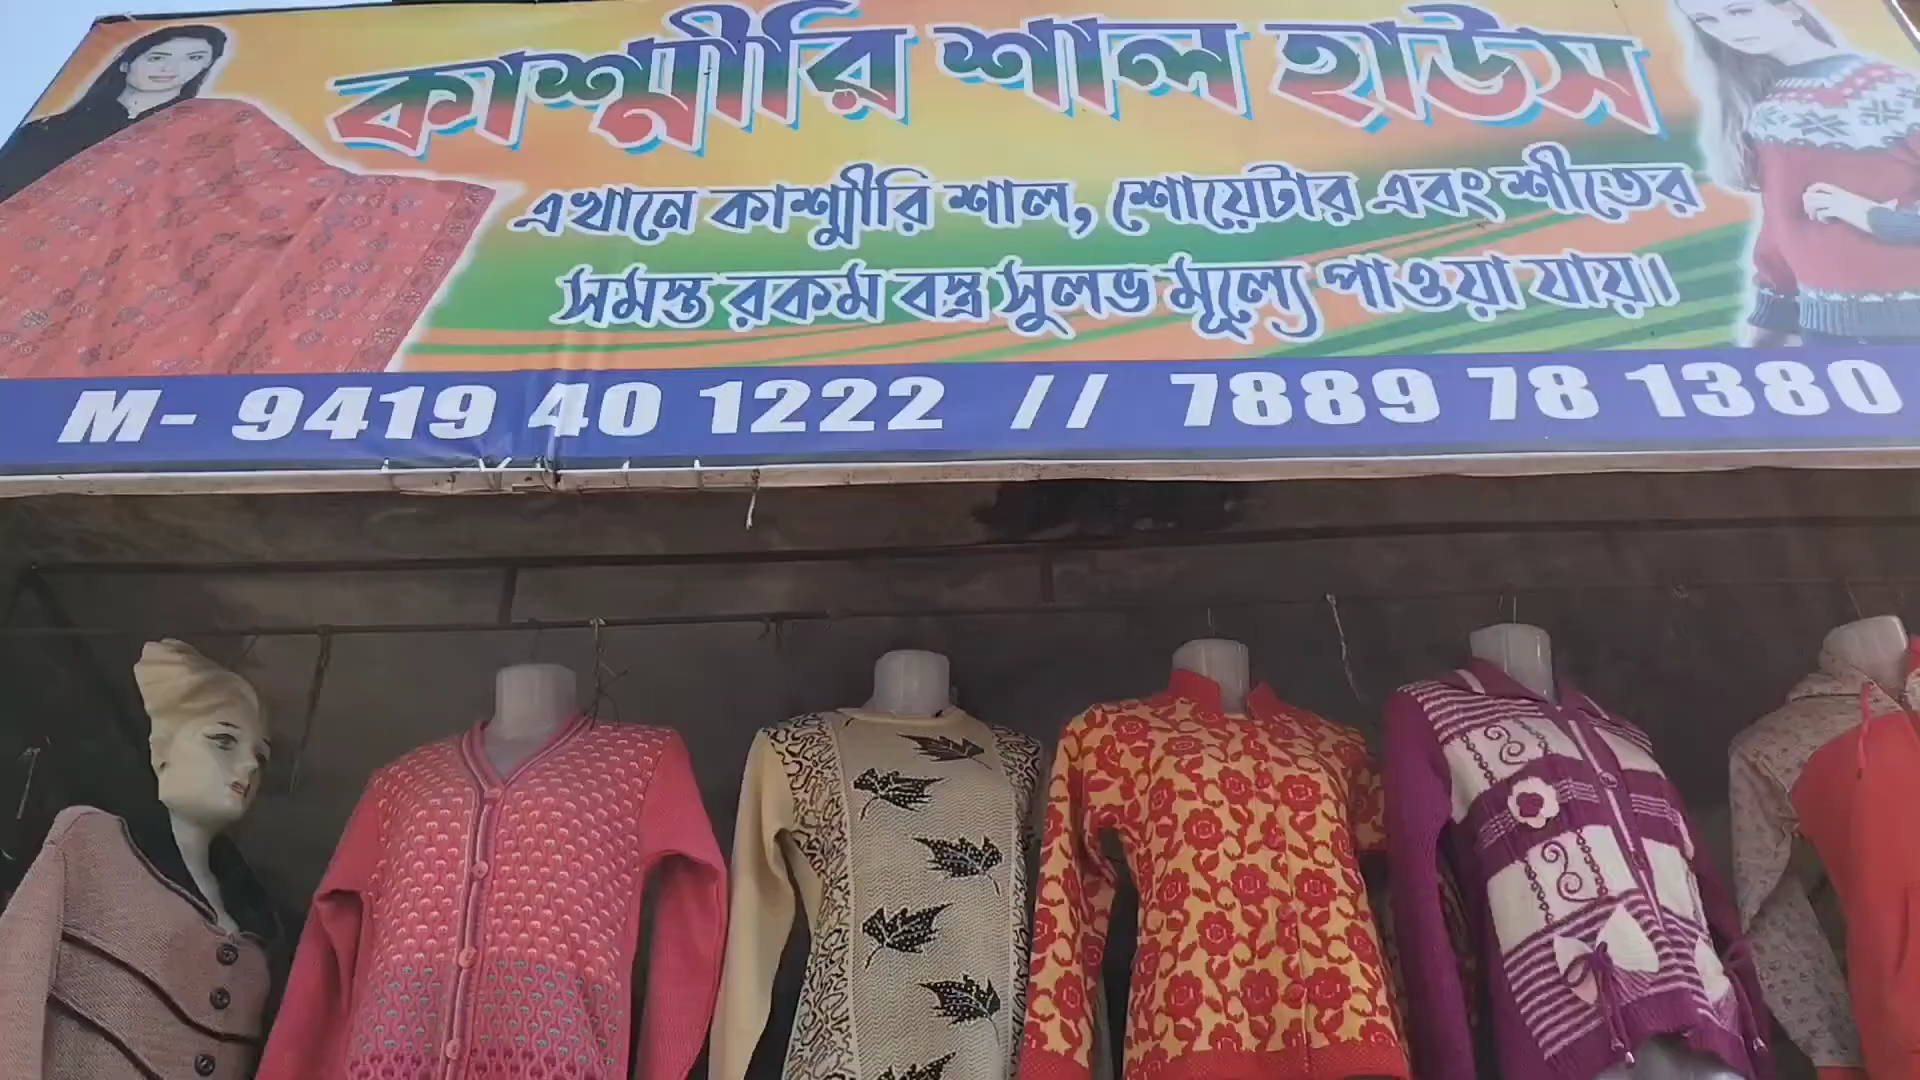 কাশ্মীরি শাল হাউস
এখানে কাশ্মীরি শাল, শোয়েটার এবং শীতের
সমস্ত রকম বস্ত্র সুলভ মূল্যে পাওয়া যায়।
M- 9419 40 1222 // 7889 78 1380